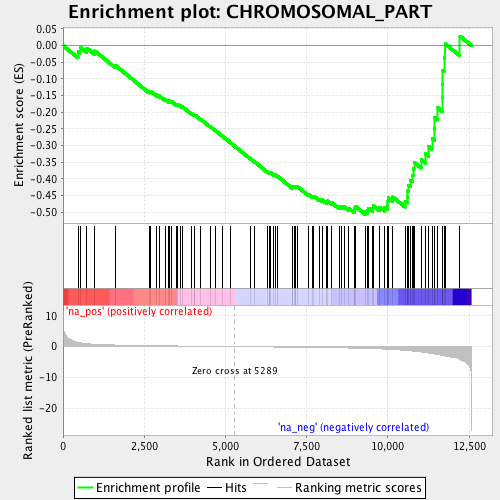 Enrichment plot: CHROMOSOMAL_PART
Enrichment score (ES)
0.05
0.00
-0.05
-0.10
-0.15
-0.20
-0.25
-0.30
-0.35
-0.40
-0.45
-0.50
'na_pos' (positively correlated)
Ranked list metric (PreRanked)
10
5
0
-5
-10
-15
-20
Zero cross at 5289
'na_neg' (negatively correlated)
0 2,500 5,000 7,500 10,000 12,500
Rank in Ordered Dataset
Enrichment profile Hits Ranking metric scores